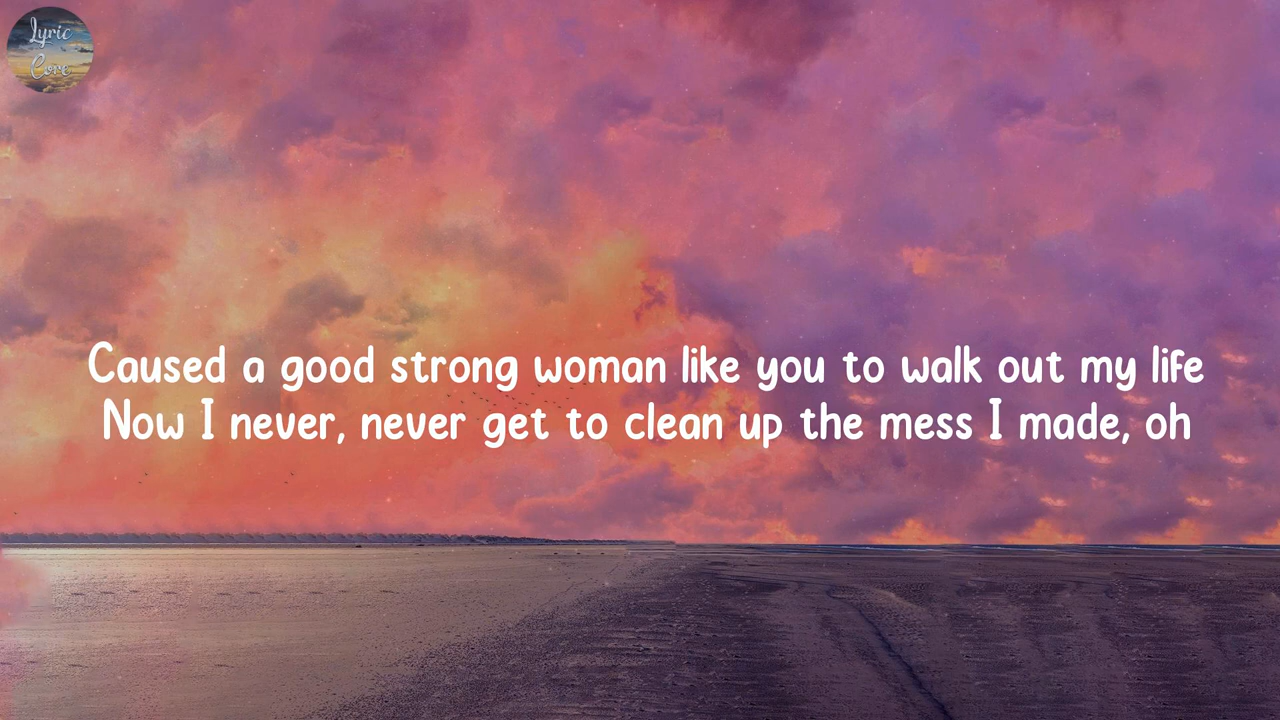 Lyric
Core
Caused a good strong woman like you to walk out my life
Now I never, never get to clean up the mess I made, oh